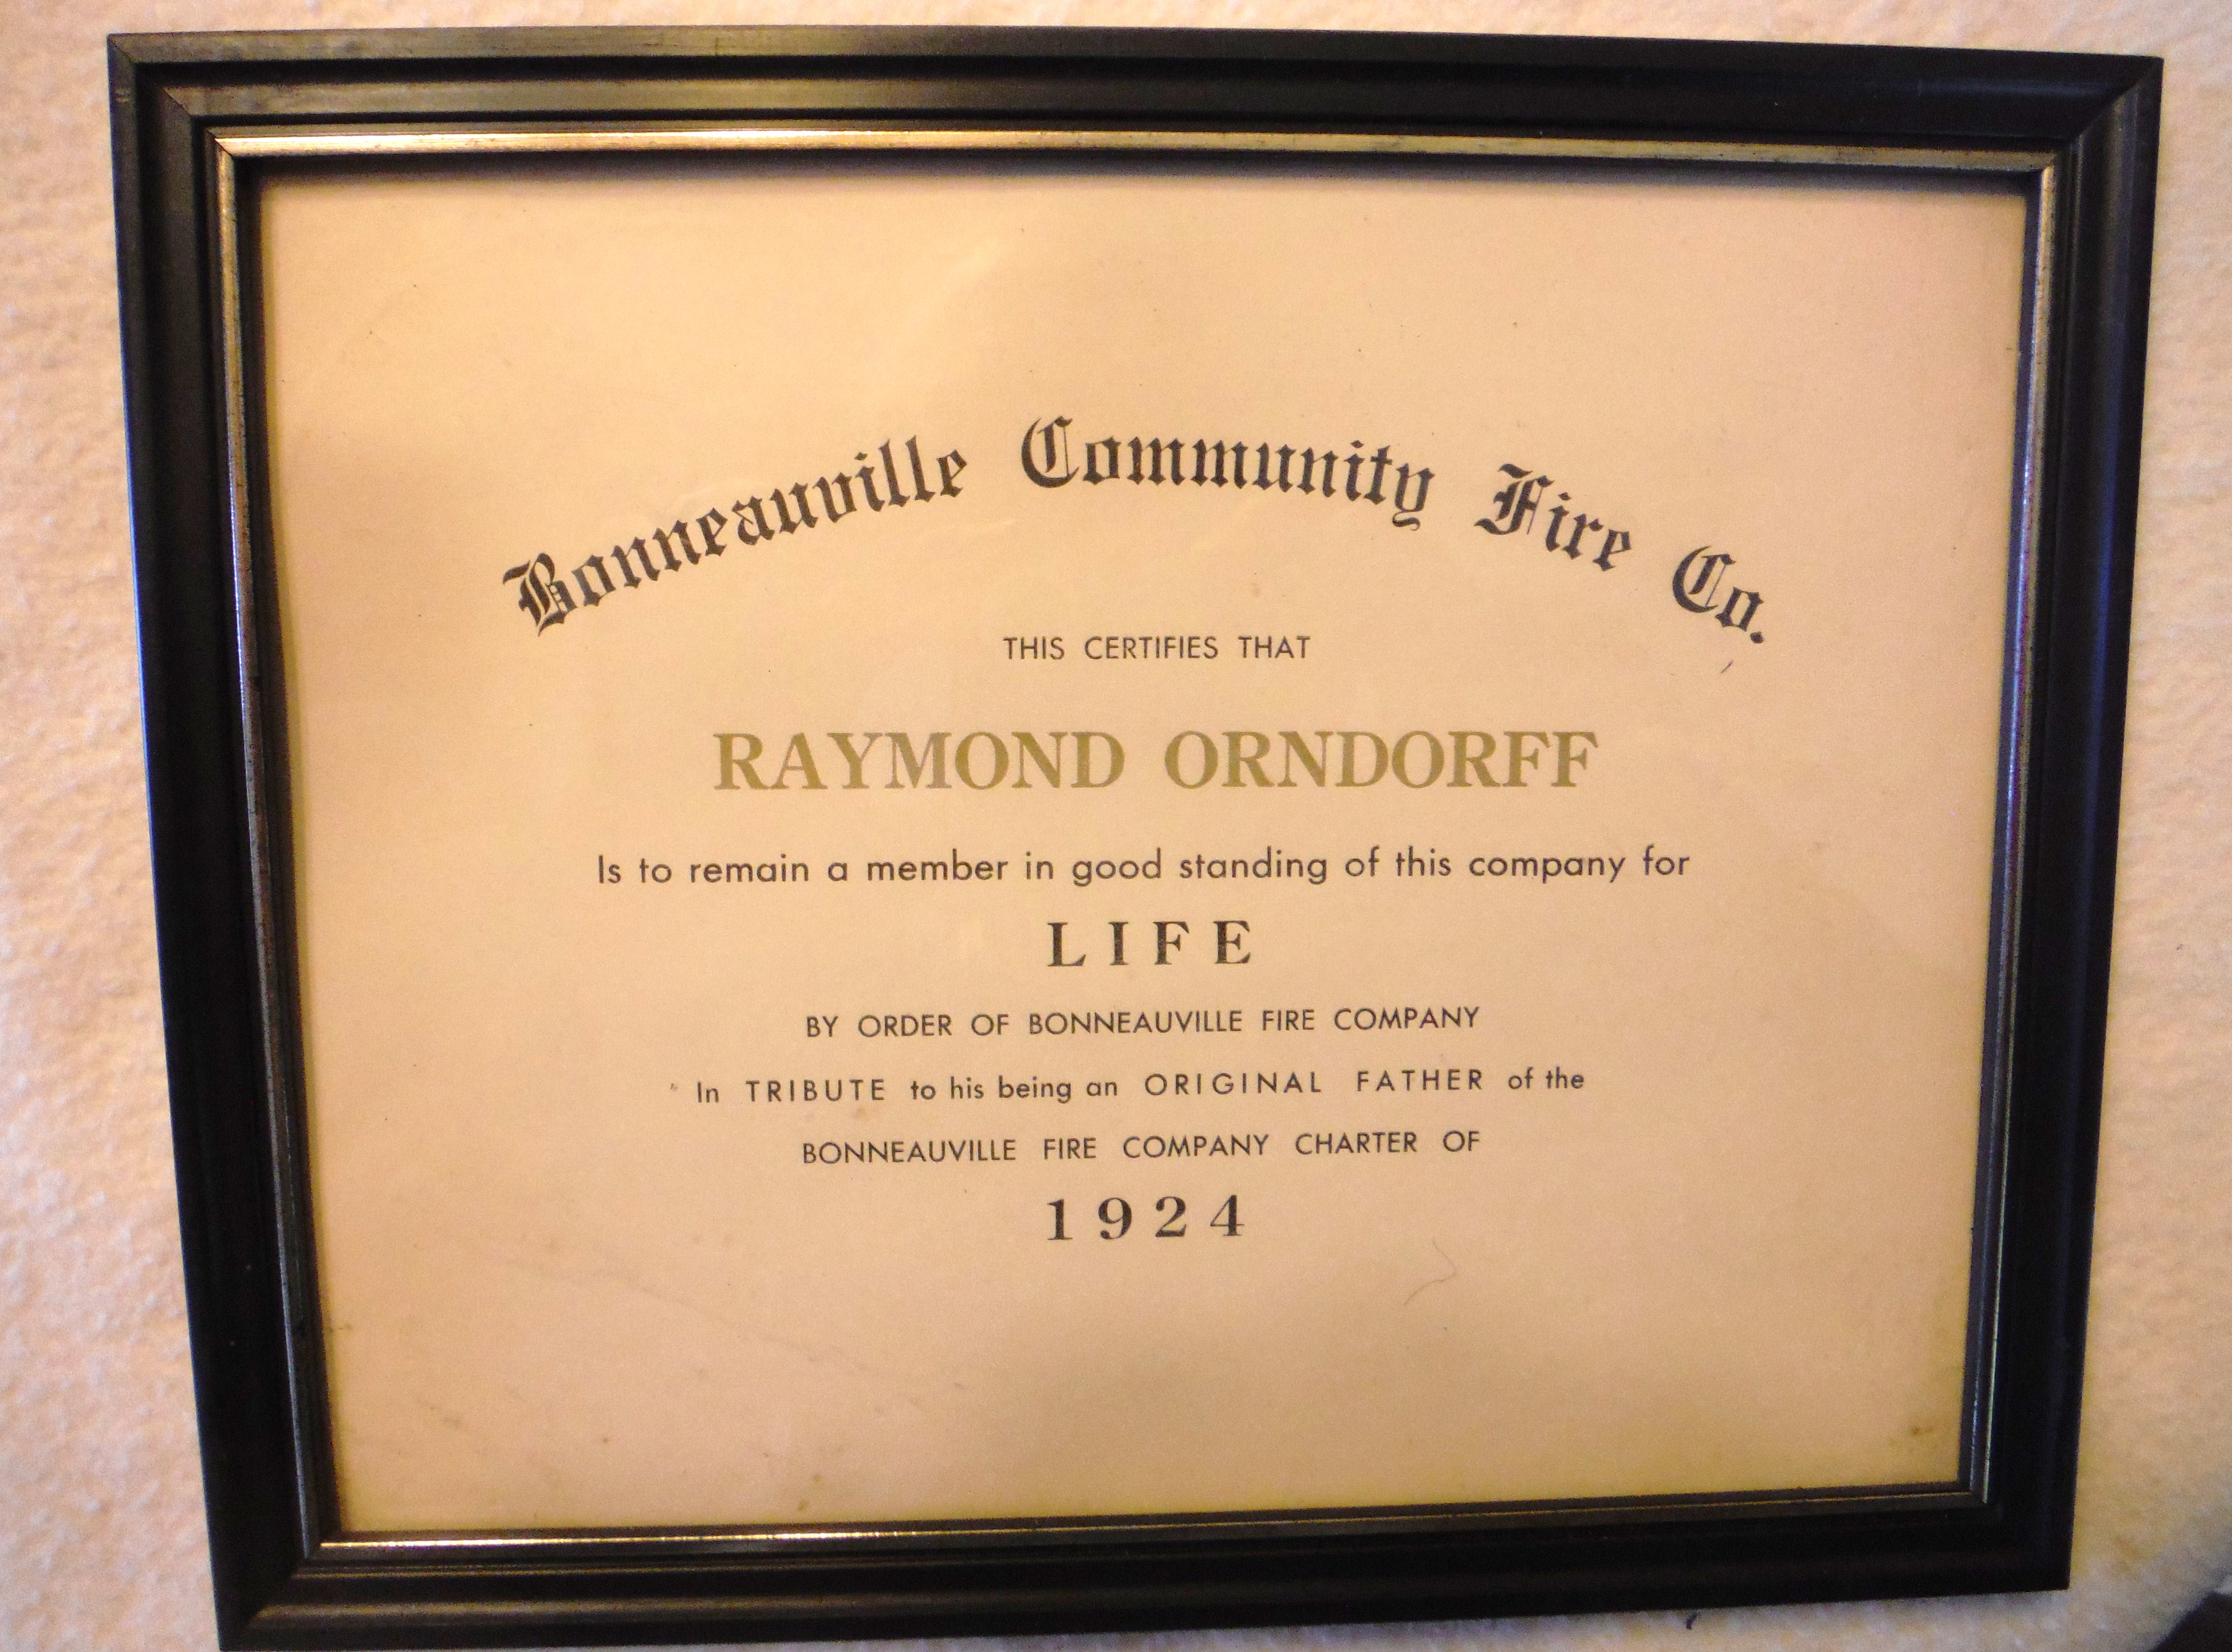 Bonneauville Community Fire Co.
THIS CERTIFIES THAT
RAYMOND ORNDORFF
Is to remain a member in good standing of this company for
LIFE
BY ORDER OF BONNEAUVILLE FIRE COMPANY
In TRIBUTE to his being an ORIGINAL FATHER of the
BONNEAUVILLE FIRE COMPANY CHARTER OF
1924